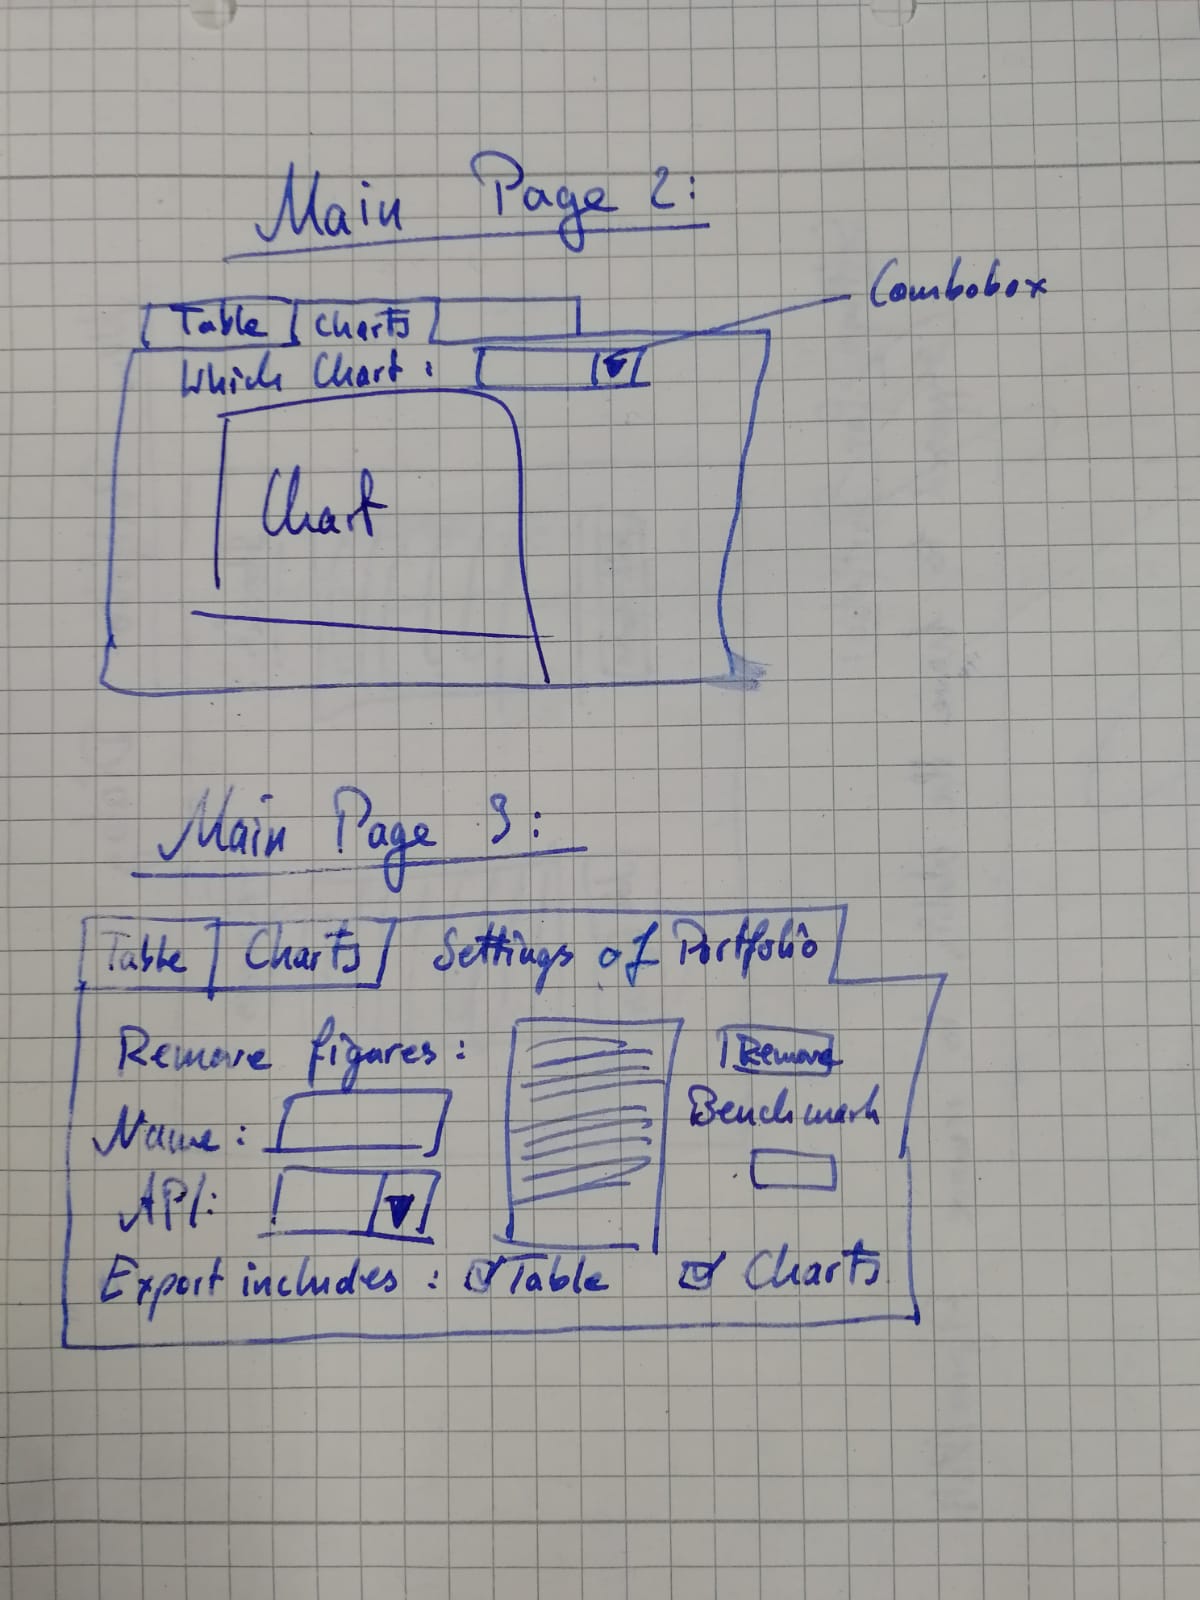 Main Page 2:
Combobox
Table Charts
Which Chart:
Chart
Main Page 3:
Table Charts Settings of Portfolio
Remove figures: Remove
Name: Benchmark
API:
Export includes: Table Charts